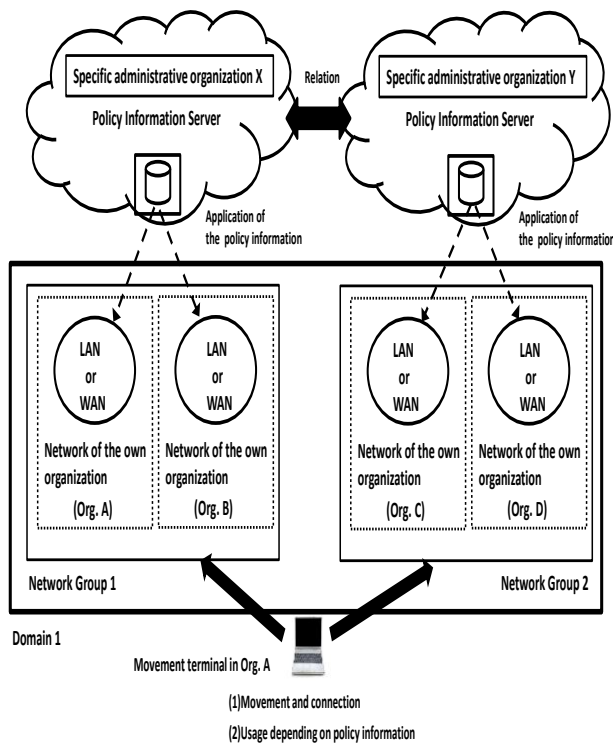 Specific administrative organization X
Policy Information Server
Relation
Specific administrative organization Y
Policy Information Server
Application of
the policy information
Application of
the policy information
LAN
or
WAN
Network of the own
organization
(Org. A)
LAN
or
WAN
Network of the own
organization
(Org. B)
LAN
or
WAN
Network of the own
organization
(Org. C)
LAN
or
WAN
Network of the own
organization
(Org. D)
Network Group 1
Network Group 2
Domain 1
Movement terminal in Org. A
(1)Movement and connection
(2)Usage depending on policy information